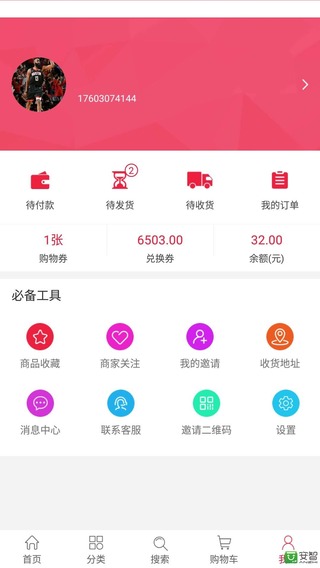 17603074144
2
待付款 待发货 待收货 我的订单
1张 6503.00 32.00
购物券 兑换券 余额(元)
必备工具
商品收藏 商家关注 我的邀请 收货地址
消息中心 联系客服 邀请二维码 设置
首页 分类 搜索 购物车 我
安智